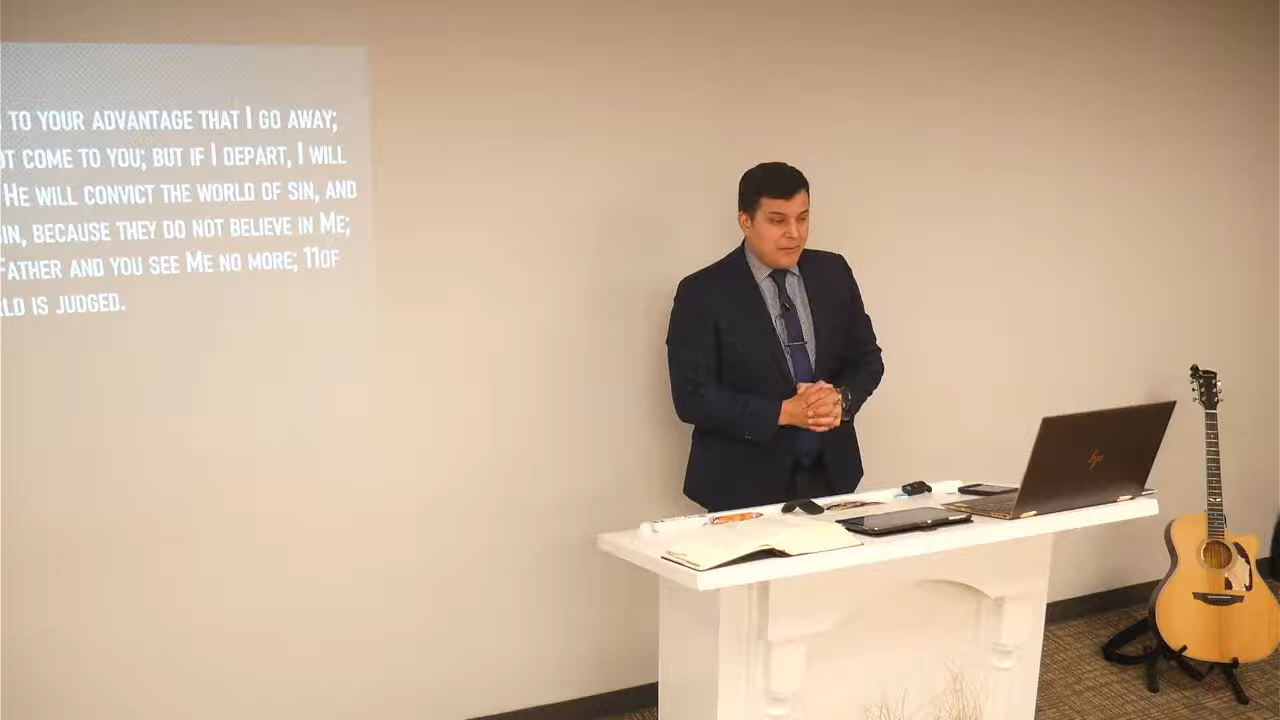 TO YOUR ADVANTAGE THAT I GO AWAY;
COME TO YOU; BUT IF I DEPART, I WILL
HE WILL CONVICT THE WORLD OF SIN, AND
BECAUSE THEY DO NOT BELIEVE IN ME;
FATHER AND YOU SEE ME NO MORE; 11OF
IS JUDGED.
hp